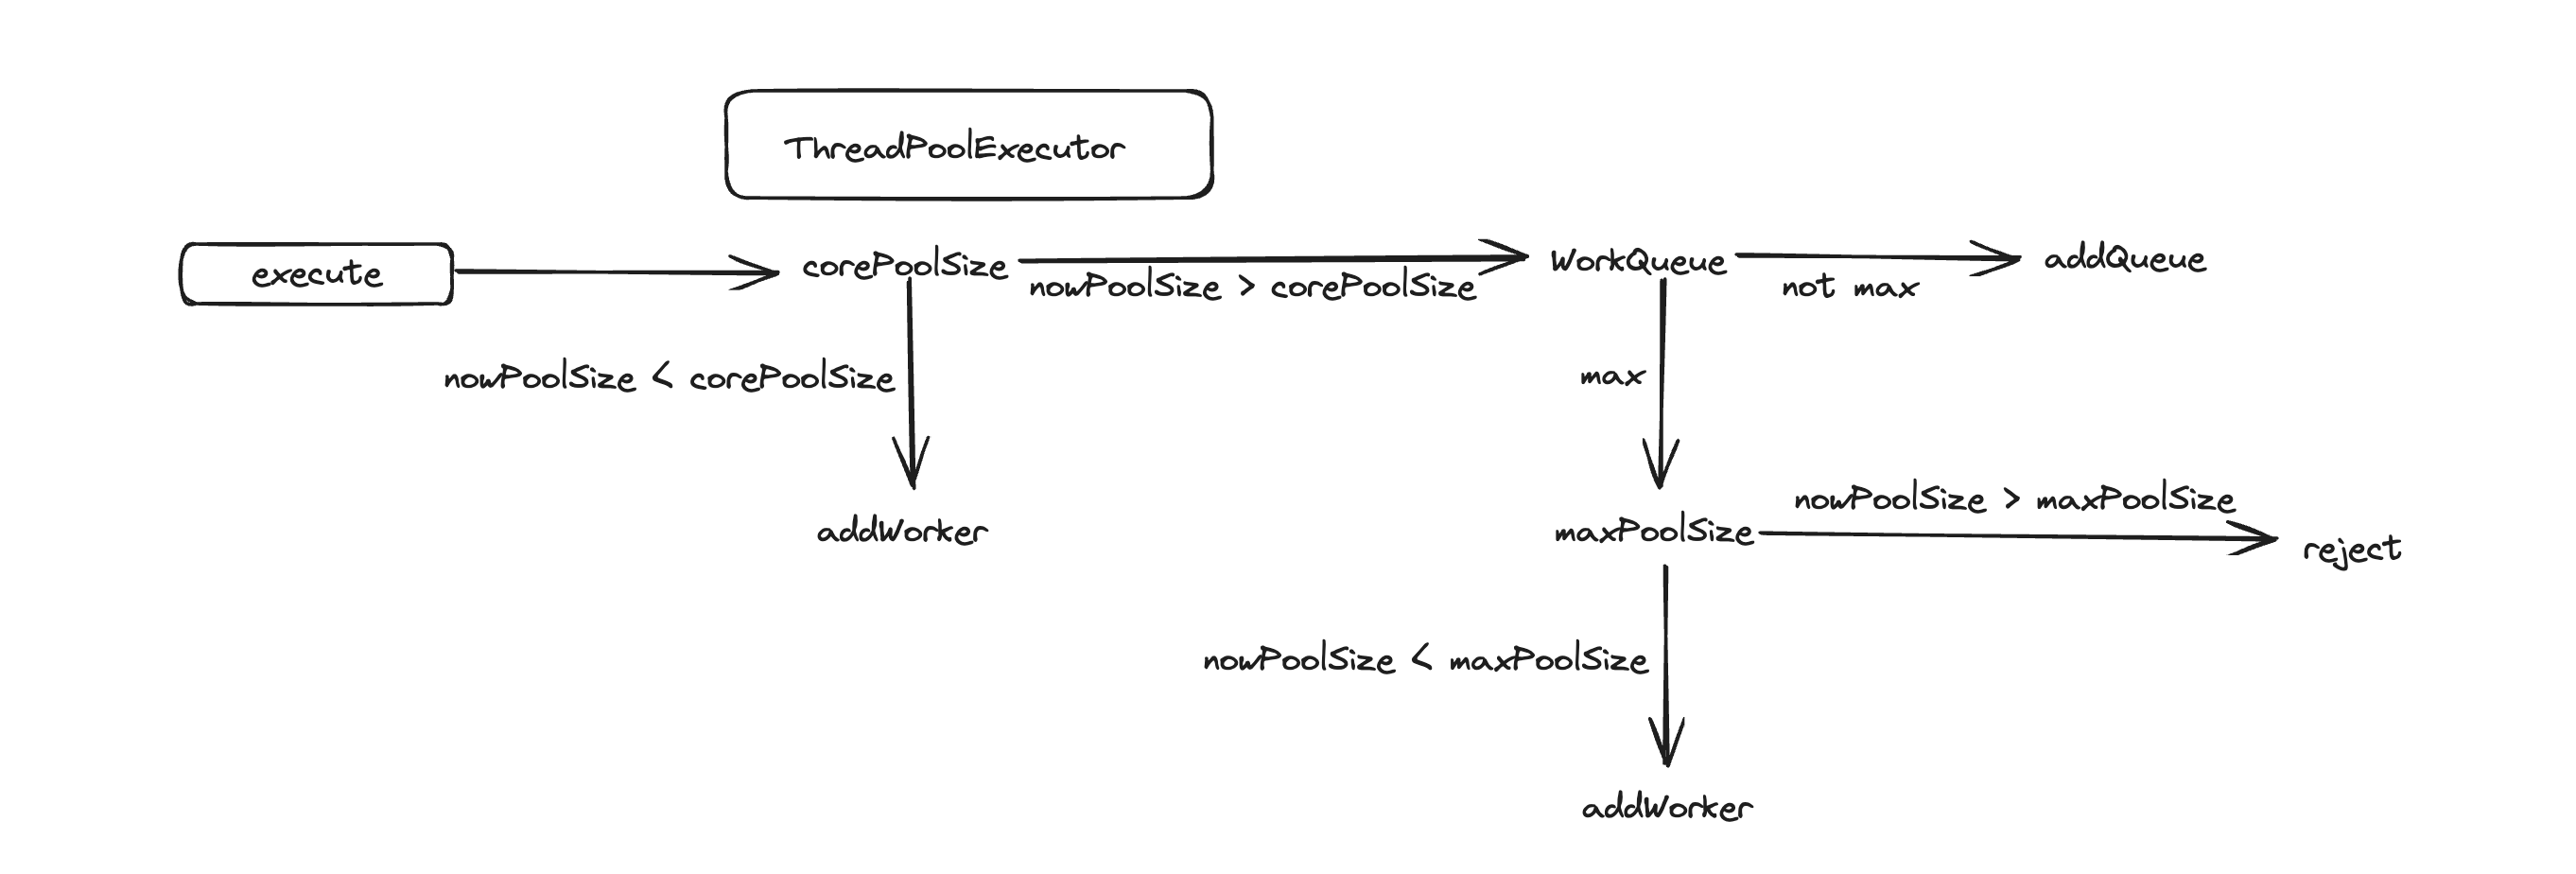 ThreadPoolExecutor
execute
corePoolSize
nowPoolSize > corePoolSize
WorkQueue
not max
addQueue
nowPoolSize < corePoolSize
max
addWorker
maxPoolSize
nowPoolSize > maxPoolSize
reject
nowPoolSize < maxPoolSize
addWorker